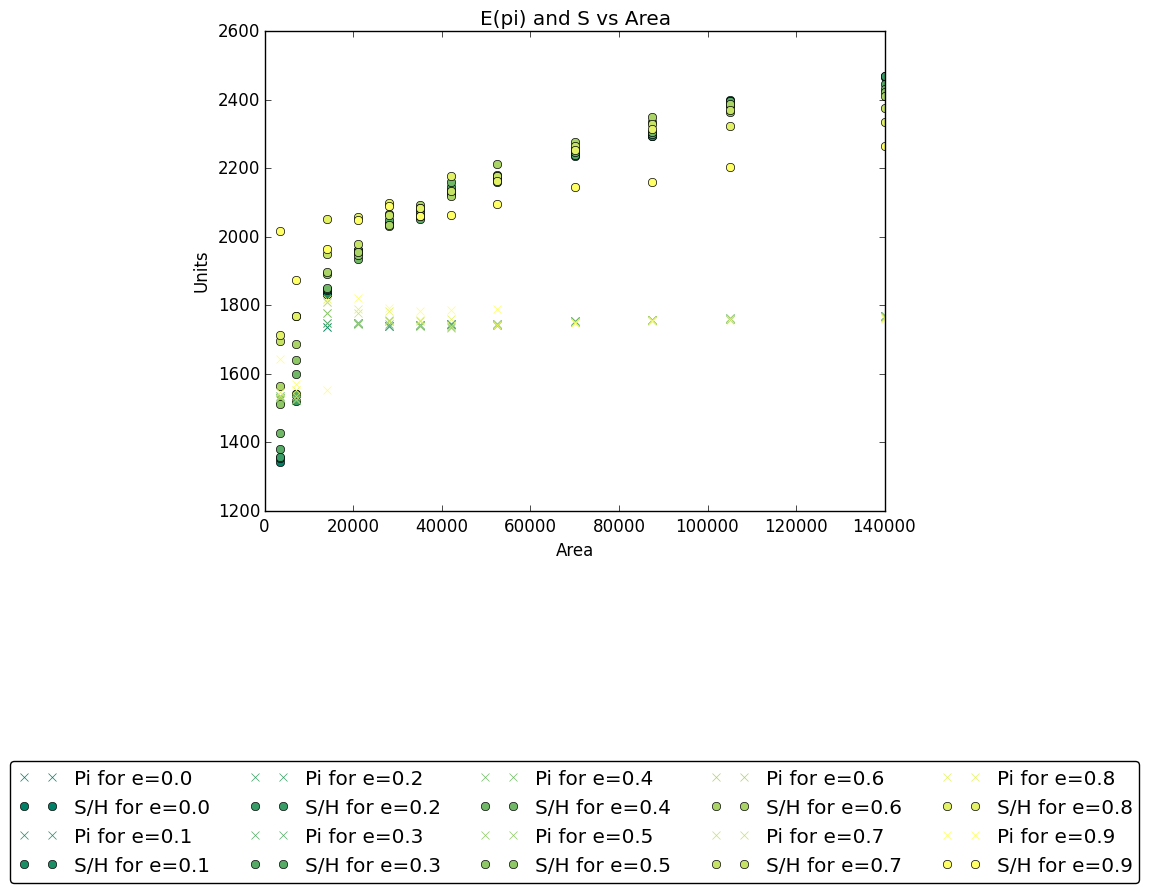 E(pi) and S vs Area
2600
2400
2200
2000
1800
1600
1400
1200
Units
0 20000 40000 60000 80000 100000 120000 140000
Area
Pi for e=0.0 Pi for e=0.2 Pi for e=0.4 Pi for e=0.6 Pi for e=0.8
S/H for e=0.0 S/H for e=0.2 S/H for e=0.4 S/H for e=0.6 S/H for e=0.8
Pi for e=0.1 Pi for e=0.3 Pi for e=0.5 Pi for e=0.7 Pi for e=0.9
S/H for e=0.1 S/H for e=0.3 S/H for e=0.5 S/H for e=0.7 S/H for e=0.9